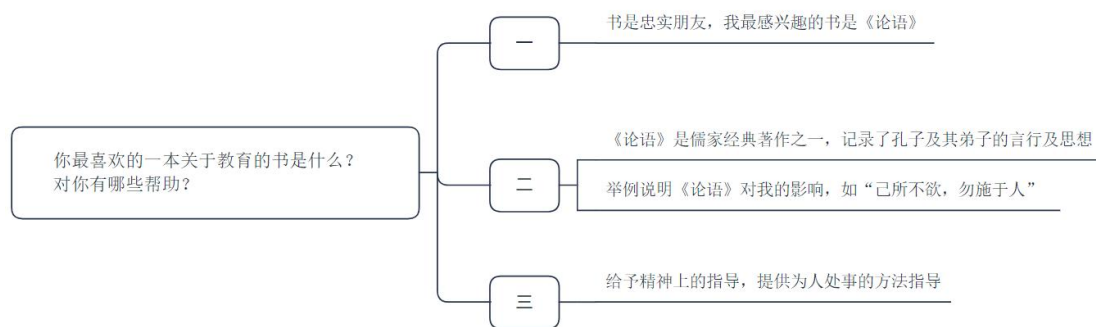 一
书是忠实朋友，我最感兴趣的书是《论语》
你最喜欢的一本关于教育的书是什么？
对你有哪些帮助？
二
《论语》是儒家经典著作之一，记录了孔子及其弟子的言行及思想
举例说明《论语》对我的影响，如“己所不欲，勿施于人”
三
给予精神上的指导，提供为人处事的方法指导